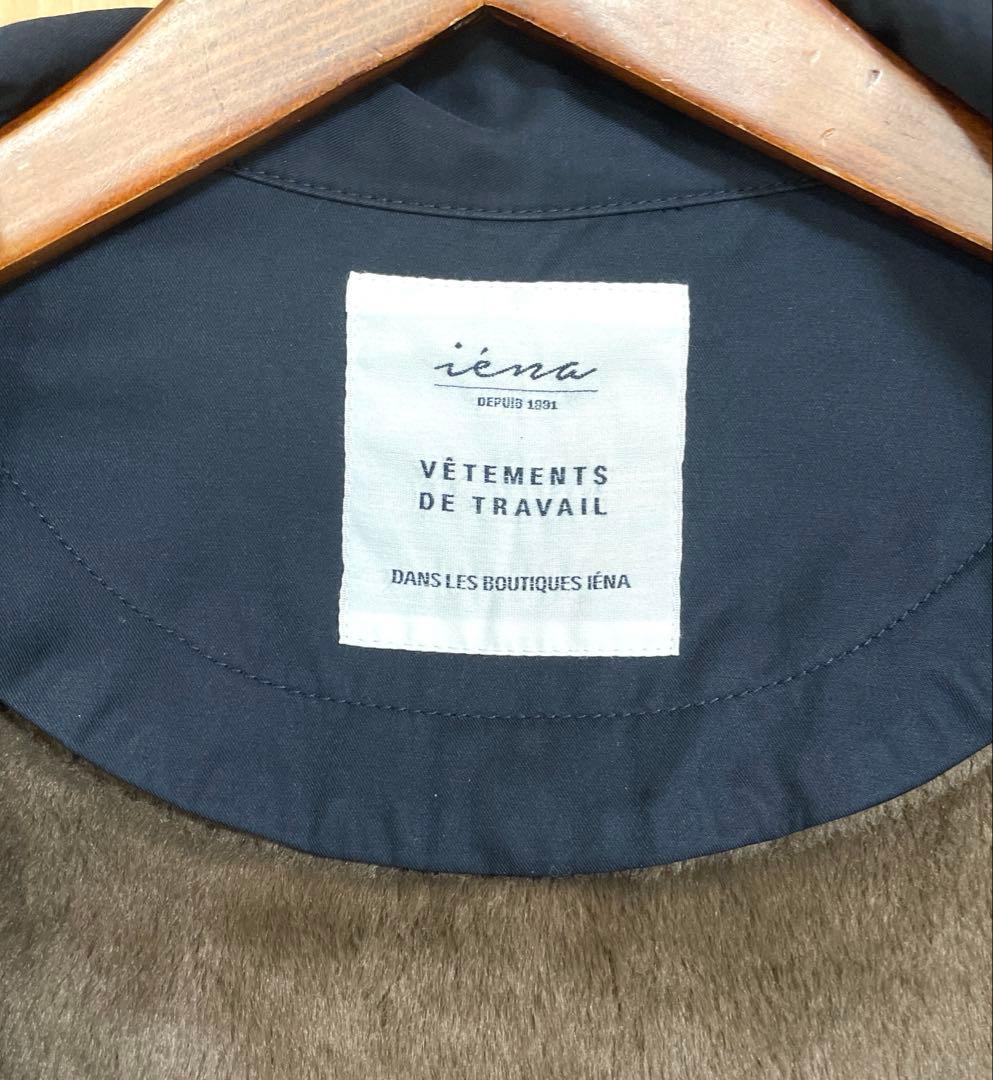 iéna
DEPUIS 1991
VÊTEMENTS
DE TRAVAIL
DANS LES BOUTIQUES IÉNA